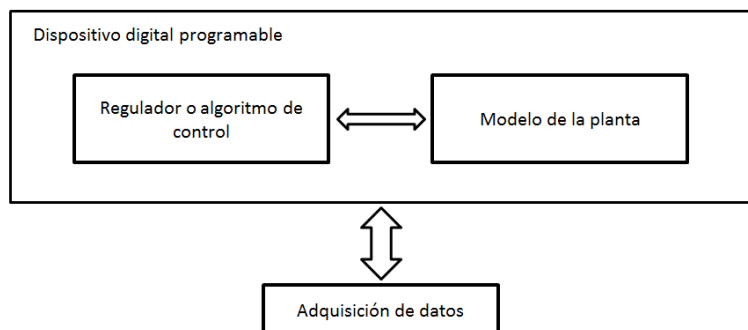 Dispositivo digital programable
Regulador o algoritmo de
control
Modelo de la planta
Adquisición de datos